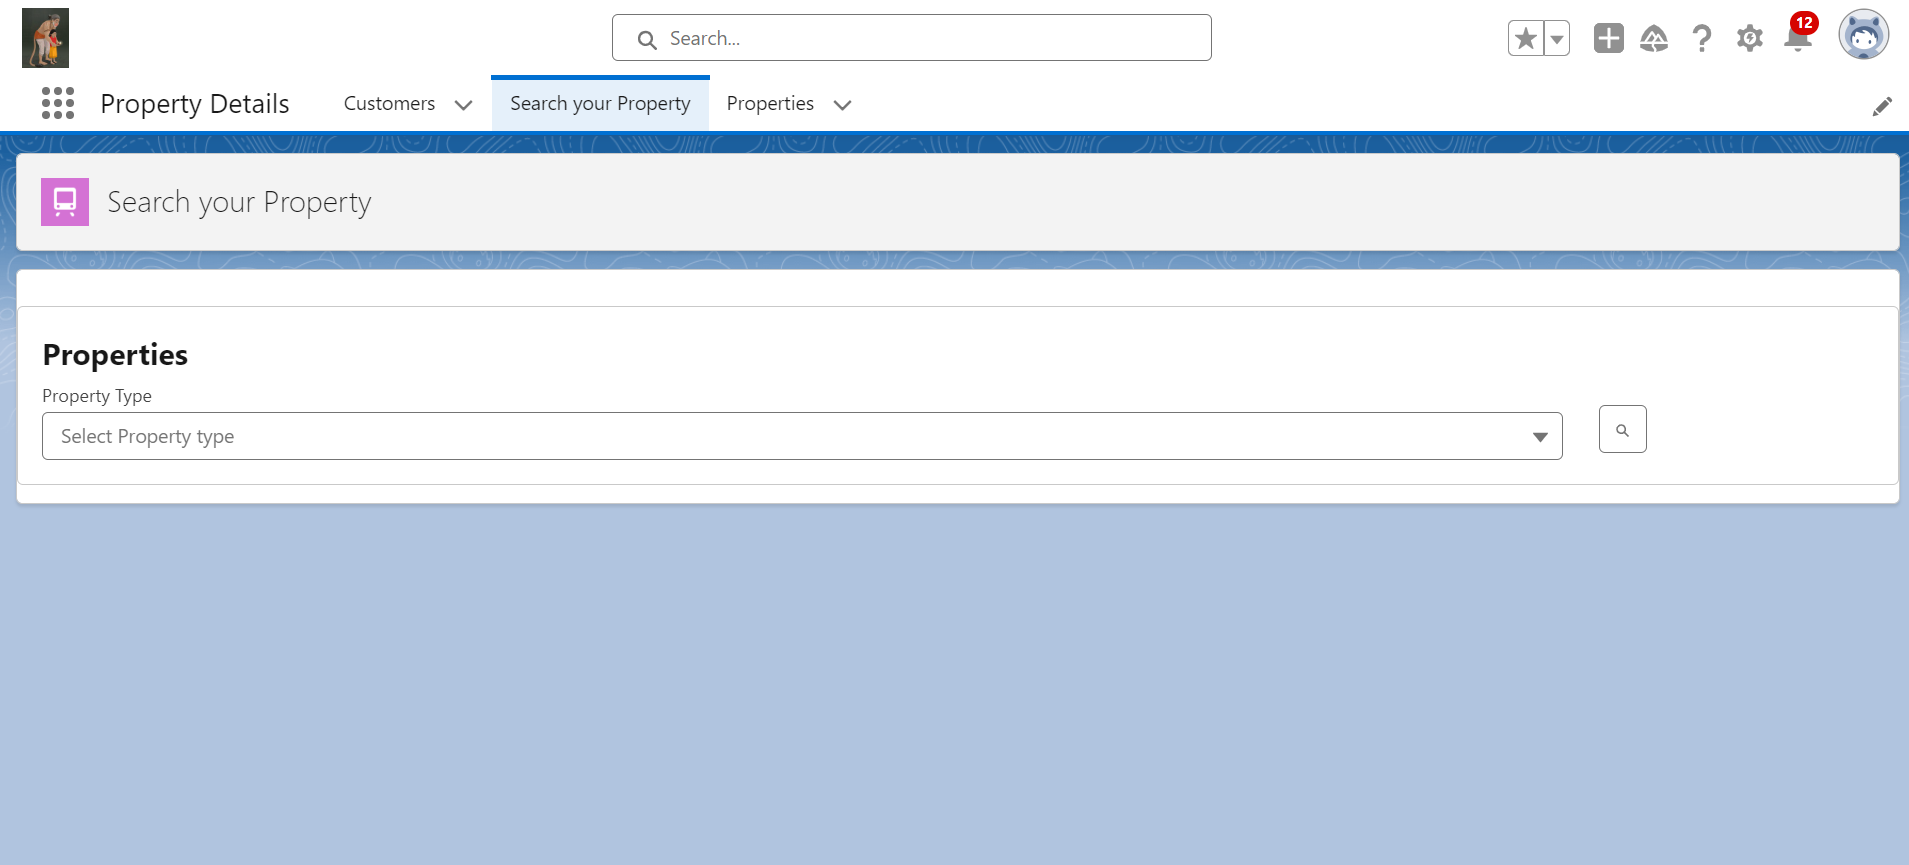 Search...
12
Property Details
Customers
Search your Property
Properties
Search your Property
Properties
Property Type
Select Property type